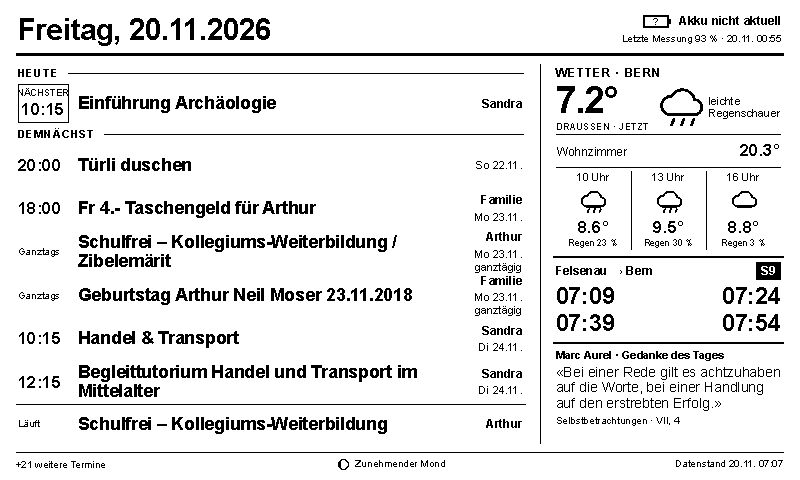 Freitag, 20.11.2026
? Akku nicht aktuell
Letzte Messung 93 % · 20.11. 00:55
HEUTE
NÄCHSTER
10:15 Einführung Archäologie Sandra
DEMNÄCHST
20:00 Türli duschen So 22.11.
18:00 Fr 4.- Taschengeld für Arthur Familie
Mo 23.11.
Ganztags Schulfrei – Kollegiums-Weiterbildung / Zibelemärit Arthur
Mo 23.11.
ganztägig
Ganztags Geburtstag Arthur Neil Moser 23.11.2018 Familie
Mo 23.11.
ganztägig
10:15 Handel & Transport Sandra
Di 24.11.
12:15 Begleittutorium Handel und Transport im Mittelalter Sandra
Di 24.11.
Läuft Schulfrei – Kollegiums-Weiterbildung Arthur
WETTER · BERN
7.2°
DRAUSSEN · JETZT
leichte
Regenschauer
Wohnzimmer 20.3°
10 Uhr 13 Uhr 16 Uhr
8.6° 9.5° 8.8°
Regen 23 % Regen 30 % Regen 3 %
Felsenau › Bern S9
07:09 07:24
07:39 07:54
Marc Aurel · Gedanke des Tages
«Bei einer Rede gilt es achtzuhaben
auf die Worte, bei einer Handlung
auf den erstrebten Erfolg.»
Selbstbetrachtungen · VII, 4
+21 weitere Termine
Zunehmender Mond
Datenstand 20.11. 07:07